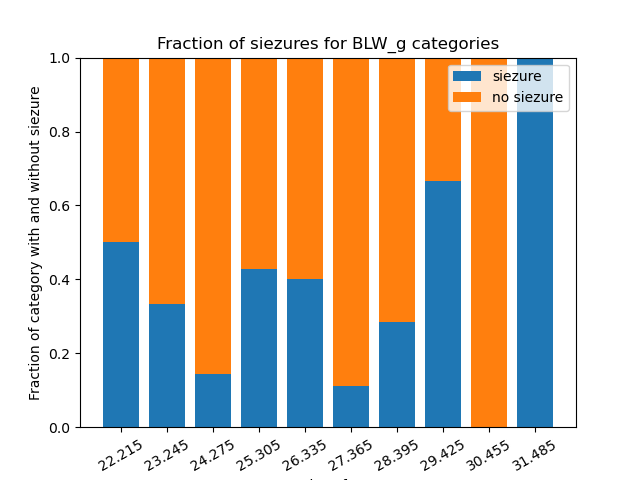 Fraction of siezures for BLW_g categories
siezure
no siezure
Fraction of category with and without siezure
1.0
0.8
0.6
0.4
0.2
0.0
22.215 23.245 24.275 25.305 26.335 27.365 28.395 29.425 30.455 31.485